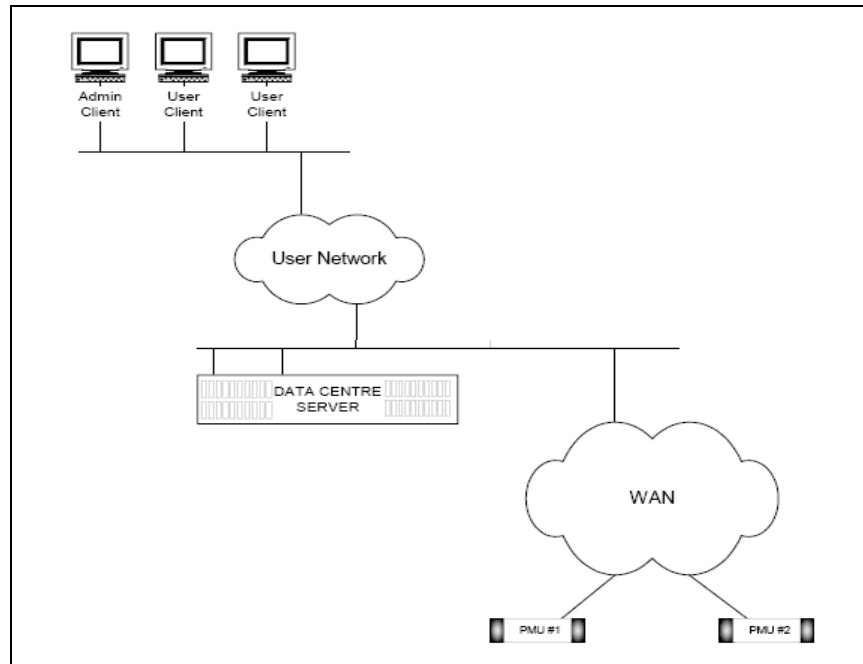 Admin
Client
User
Client
User
Client
User Network
DATA CENTRE
SERVER
WAN
PMU #1
PMU #2